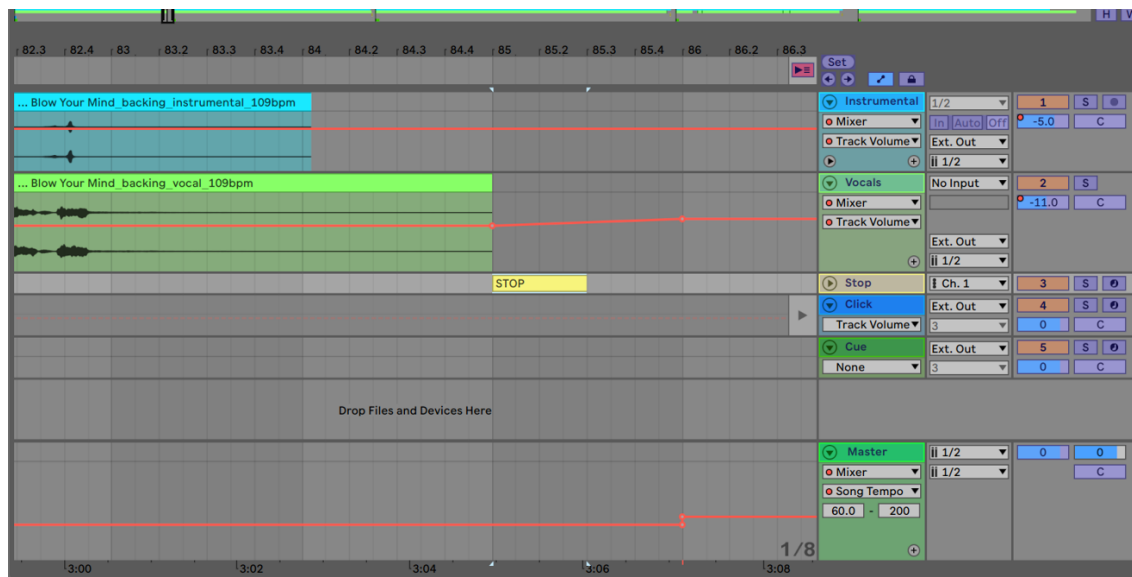 H
82.3 82.4 83 83.2 83.3 83.4 84 84.2 84.3 84.4 85 85.2 85.3 85.4 86 86.2 86.3
Set
... Blow Your Mind_backing_instrumental_109bpm
Instrumental 1/2 1 S
Mixer In Auto Off -5.0 C
Track Volume Ext. Out
1/2
... Blow Your Mind_backing_vocal_109bpm
Vocals No Input 2 S
Mixer -11.0 C
Track Volume
Ext. Out
1/2
STOP
Stop Ch. 1 3 S
Click Ext. Out 4 S
Track Volume 3 0 C
Cue Ext. Out 5 S
None 3 0 C
Drop Files and Devices Here
Master 1/2 0 0
Mixer 1/2 C
Song Tempo
60.0 - 200
1/8
3:00 3:02 3:04 3:06 3:08